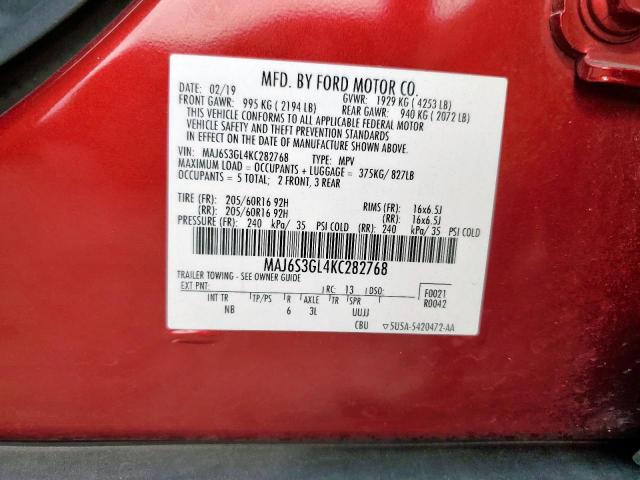 MFD. BY FORD MOTOR CO.
DATE: 02/19 GVWR: 1929 KG ( 4253 LB)
FRONT GAWR: 995 KG ( 2194 LB) REAR GAWR: 940 KG ( 2072 LB)
THIS VEHICLE CONFORMS TO ALL APPLICABLE FEDERAL MOTOR
VEHICLE SAFETY AND THEFT PREVENTION STANDARDS
IN EFFECT ON THE DATE OF MANUFACTURE SHOWN ABOVE.
VIN: MAJ6S3GL4KC282768 TYPE: MPV
MAXIMUM LOAD = OCCUPANTS + LUGGAGE = 375KG/ 827LB
OCCUPANTS = 5 TOTAL; 2 FRONT, 3 REAR
TIRE (FR): 205/60R16 92H RIMS (FR): 16x6.5J
(RR): 205/60R16 92H (RR): 16x6.5J
PRESSURE (FR): 240 kPa/ 35 PSI COLD (RR): 240 kPa/ 35 PSI COLD
MAJ6S3GL4KC282768
TRAILER TOWING - SEE OWNER GUIDE
EXT PNT: RC: 13 DSO: F0021
R0042
INT TR TP/PS R AXLE TR SPR
NB 6 3L UUJJ
CBU ▽5U5A-5420472-AA